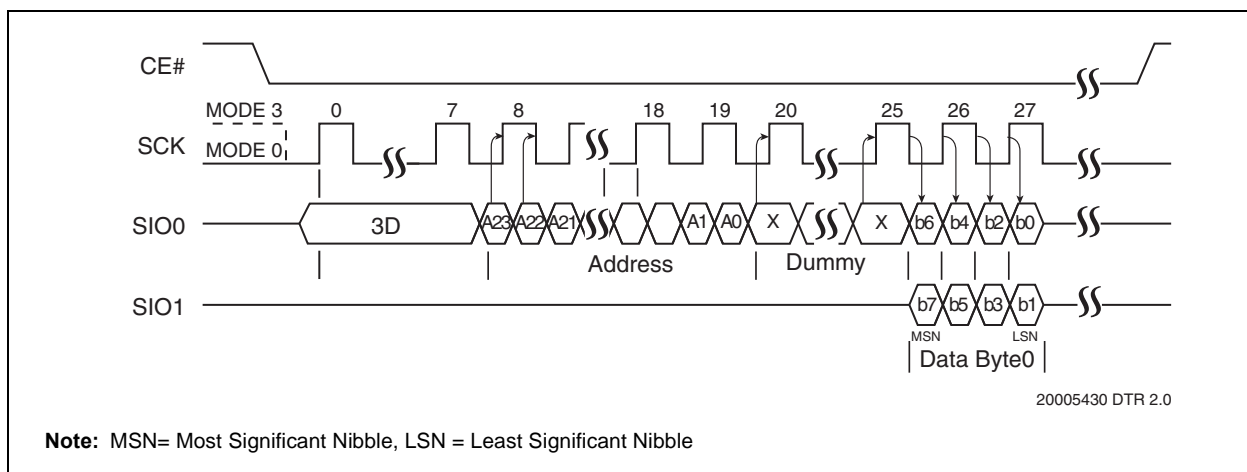 CE#
MODE 3 0 7 8 18 19 20 25 26 27
SCK
MODE 0
SIO0 3D A23 A22 A21 A1 A0 X X b6 b4 b2 b0
Address Dummy
SIO1 b7 b5 b3 b1
MSN LSN
Data Byte0
20005430 DTR 2.0
Note: MSN= Most Significant Nibble, LSN = Least Significant Nibble